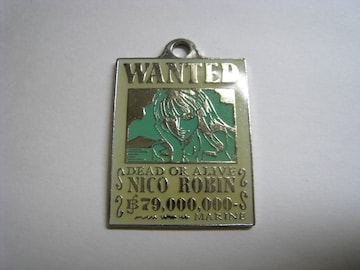 WANTED
DEAD OR ALIVE
NICO ROBIN
฿79,000,000-
MARINE